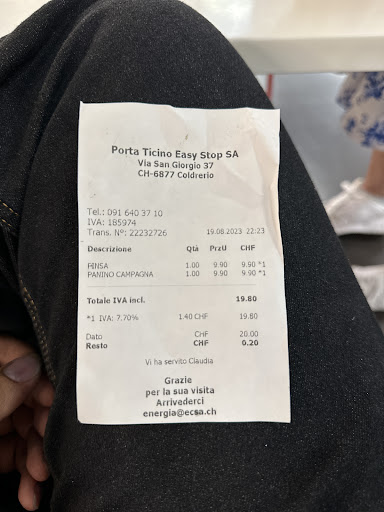 Porta Ticino Easy Stop SA
Via San Giorgio 37
CH-6877 Coldrerio
Tel.: 091 640 37 10
IVA: 185974
Trans. N°: 22232726 19.08.2023 22:23
Descrizione Qtà PrzU CHF
PINSA 1.00 9.90 9.90 *1
PANINO CAMPAGNA 1.00 9.90 9.90 *1
Totale IVA incl. 19.80
*1 IVA: 7.70% 1.40 CHF 19.80
Dato CHF 20.00
Resto CHF 0.20
Vi ha servito Claudia
Grazie
per la sua visita
Arrivederci
energia@ecsa.ch